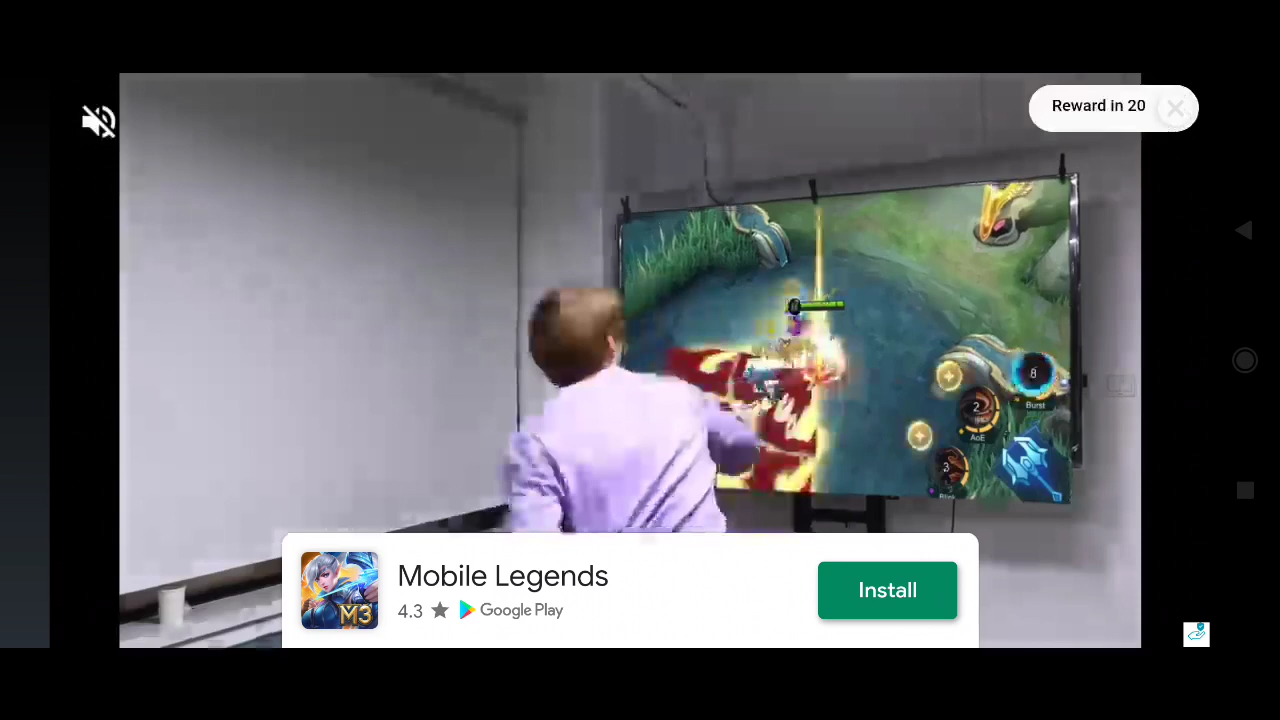 Reward in 20
8
Burst
2
AoE
3
Mobile Legends
M3
4.3 ★ Google Play
Install